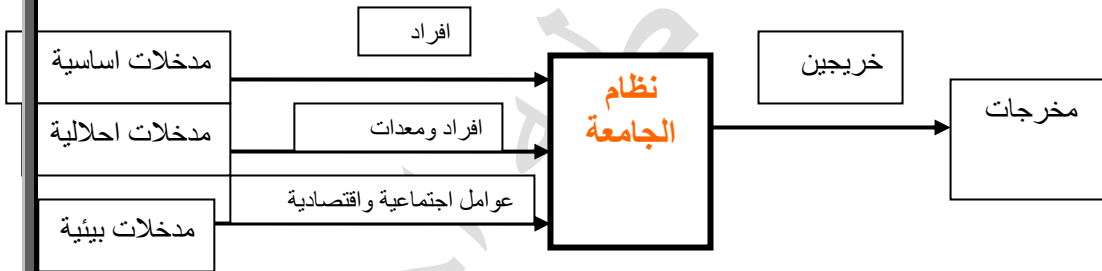 افراد
مدخلات اساسية
خريجين
نظام
الجامعة
مخرجات
افراد ومعدات
مدخلات احلالية
عوامل اجتماعية واقتصادية
مدخلات بيئية